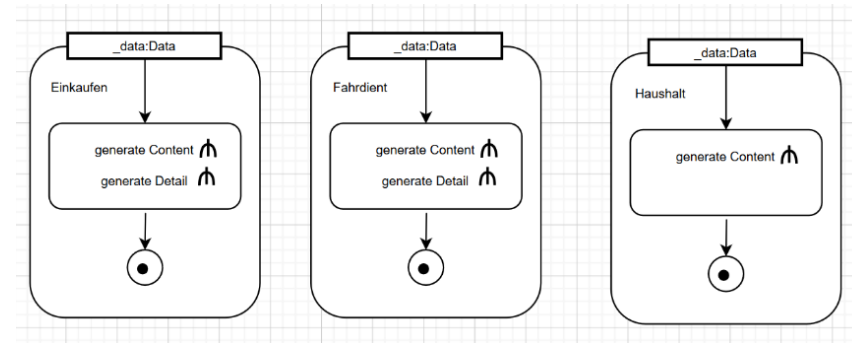 _data:Data
Einkaufen
generate Content
generate Detail
_data:Data
Fahrdient
generate Content
generate Detail
_data:Data
Haushalt
generate Content